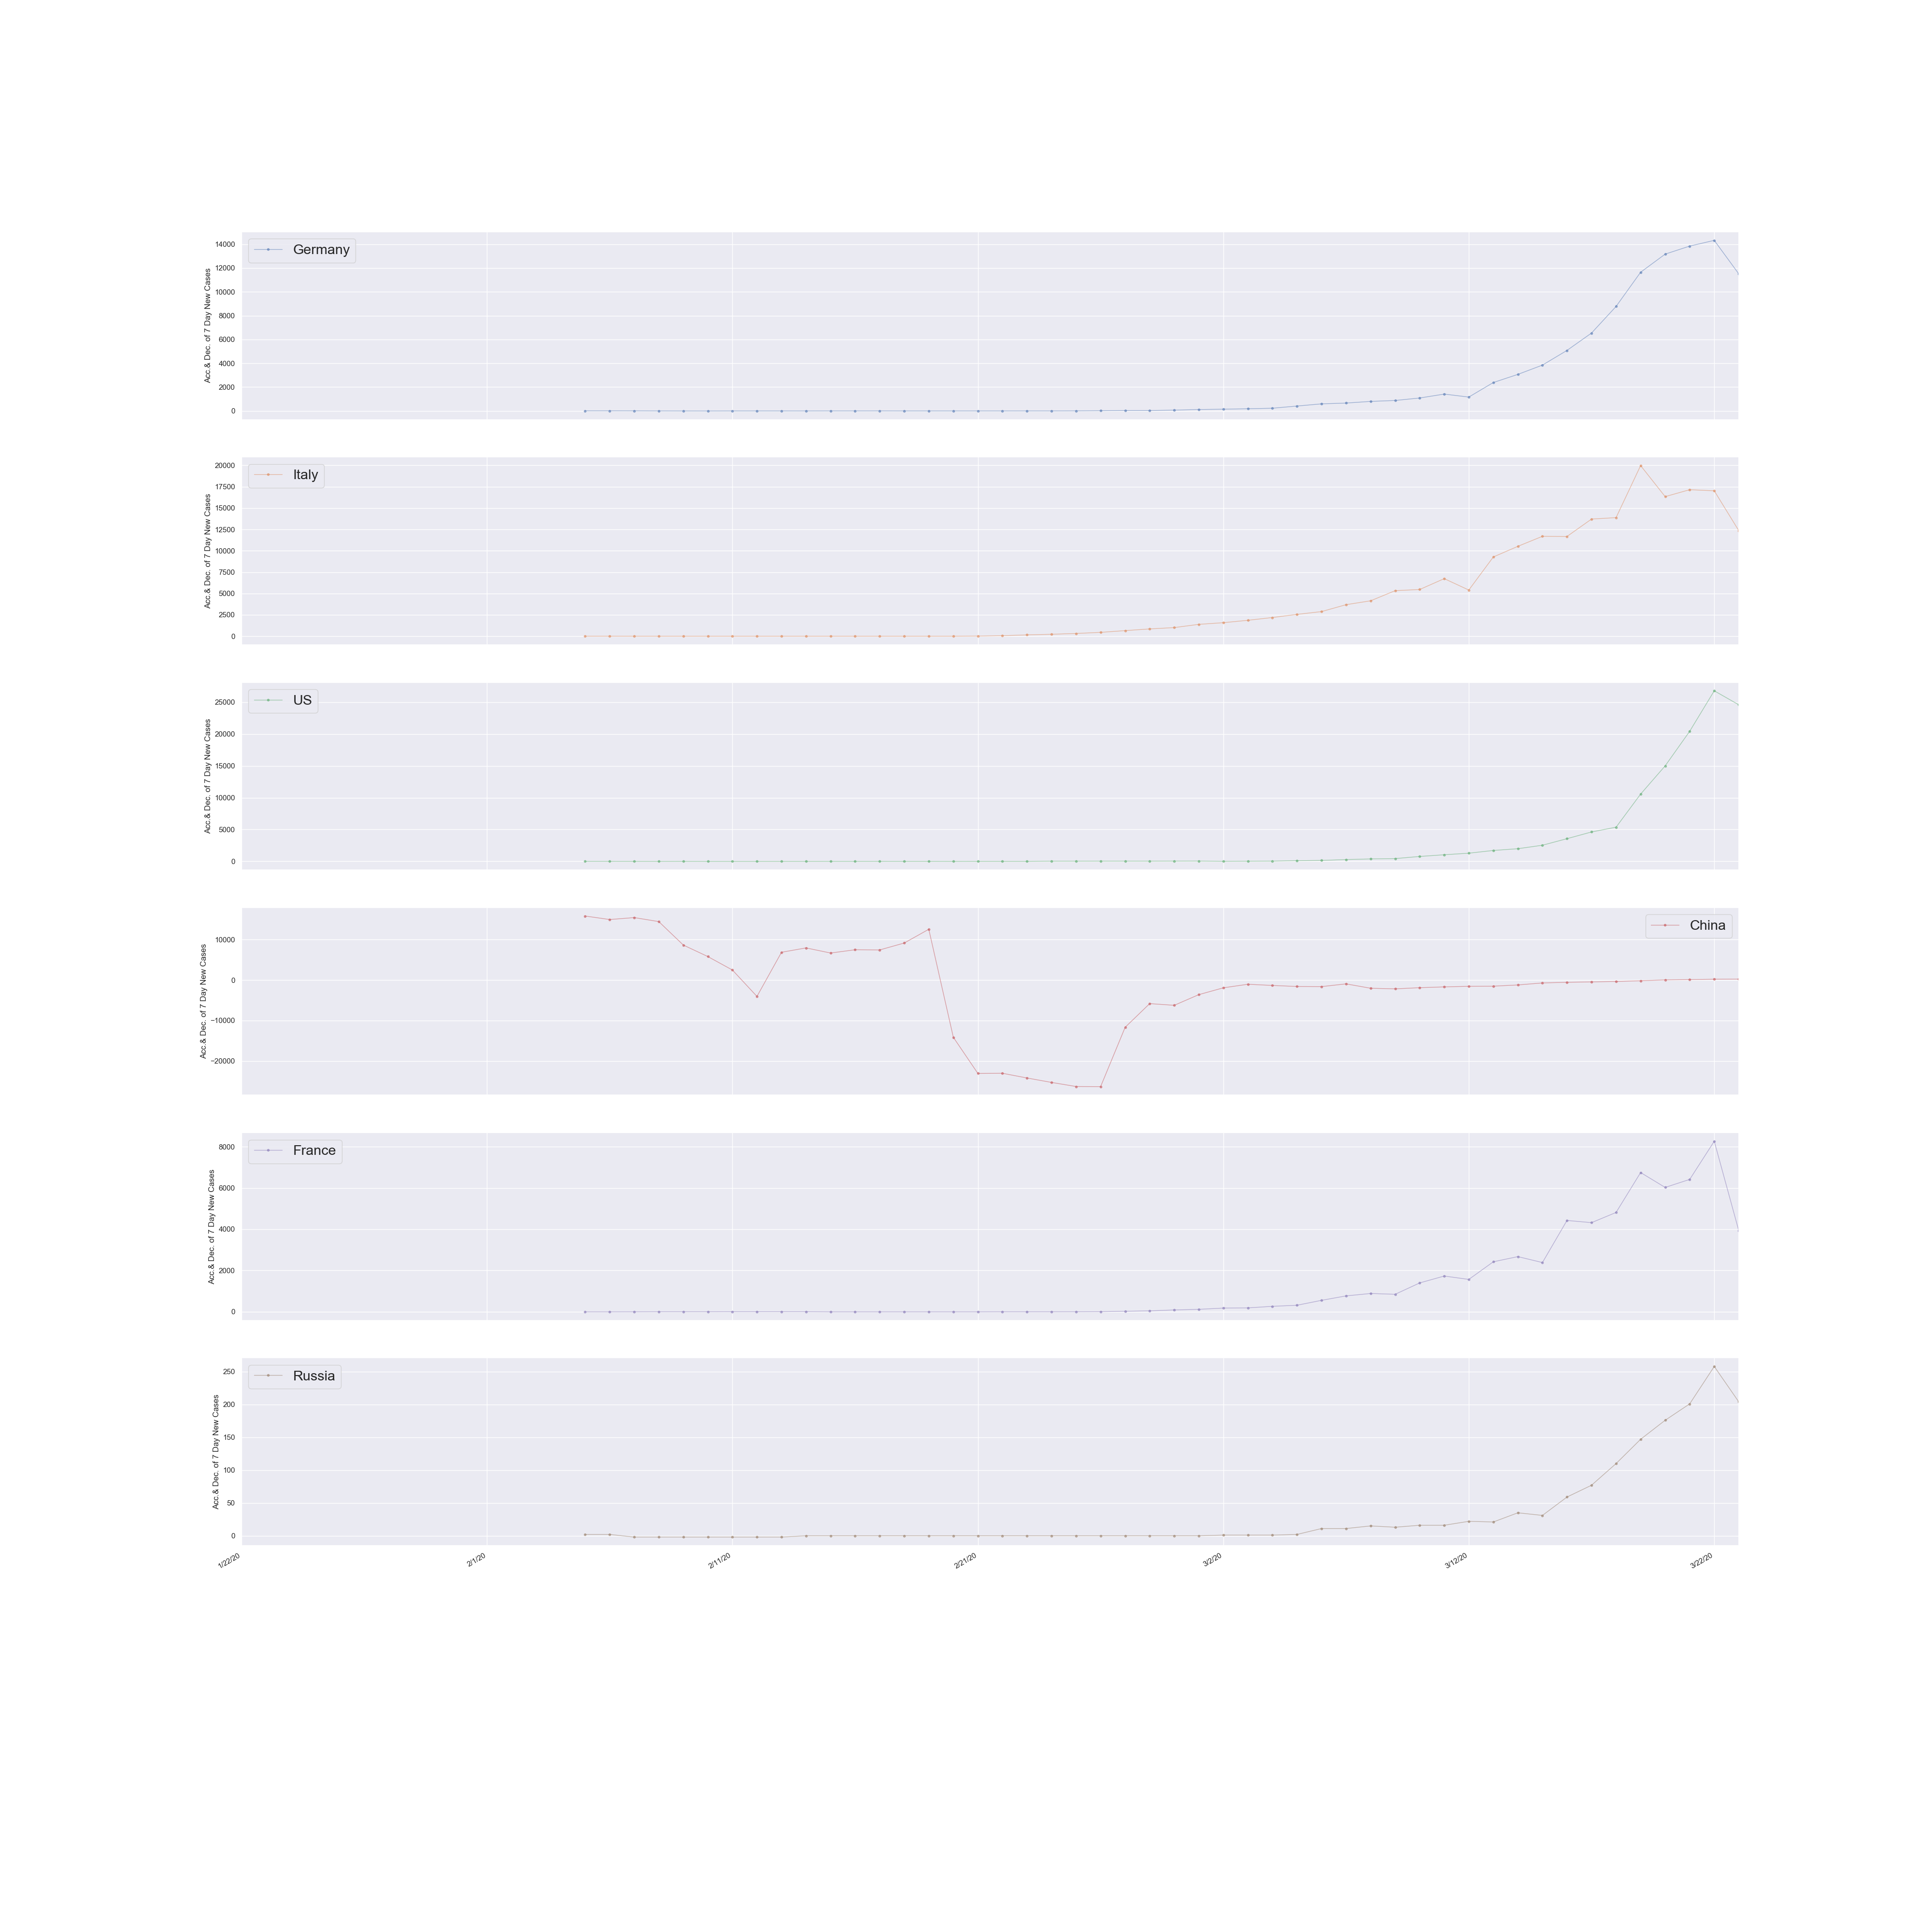 Germany
Acc.& Dec. of 7 Day New Cases
14000
12000
10000
8000
6000
4000
2000
0
Italy
Acc.& Dec. of 7 Day New Cases
20000
17500
15000
12500
10000
7500
5000
2500
0
US
Acc.& Dec. of 7 Day New Cases
25000
20000
15000
10000
5000
0
China
Acc.& Dec. of 7 Day New Cases
10000
0
−10000
−20000
France
Acc.& Dec. of 7 Day New Cases
8000
6000
4000
2000
0
Russia
Acc.& Dec. of 7 Day New Cases
250
200
150
100
50
0
1/22/20 2/1/20 2/11/20 2/21/20 3/2/20 3/12/20 3/22/20